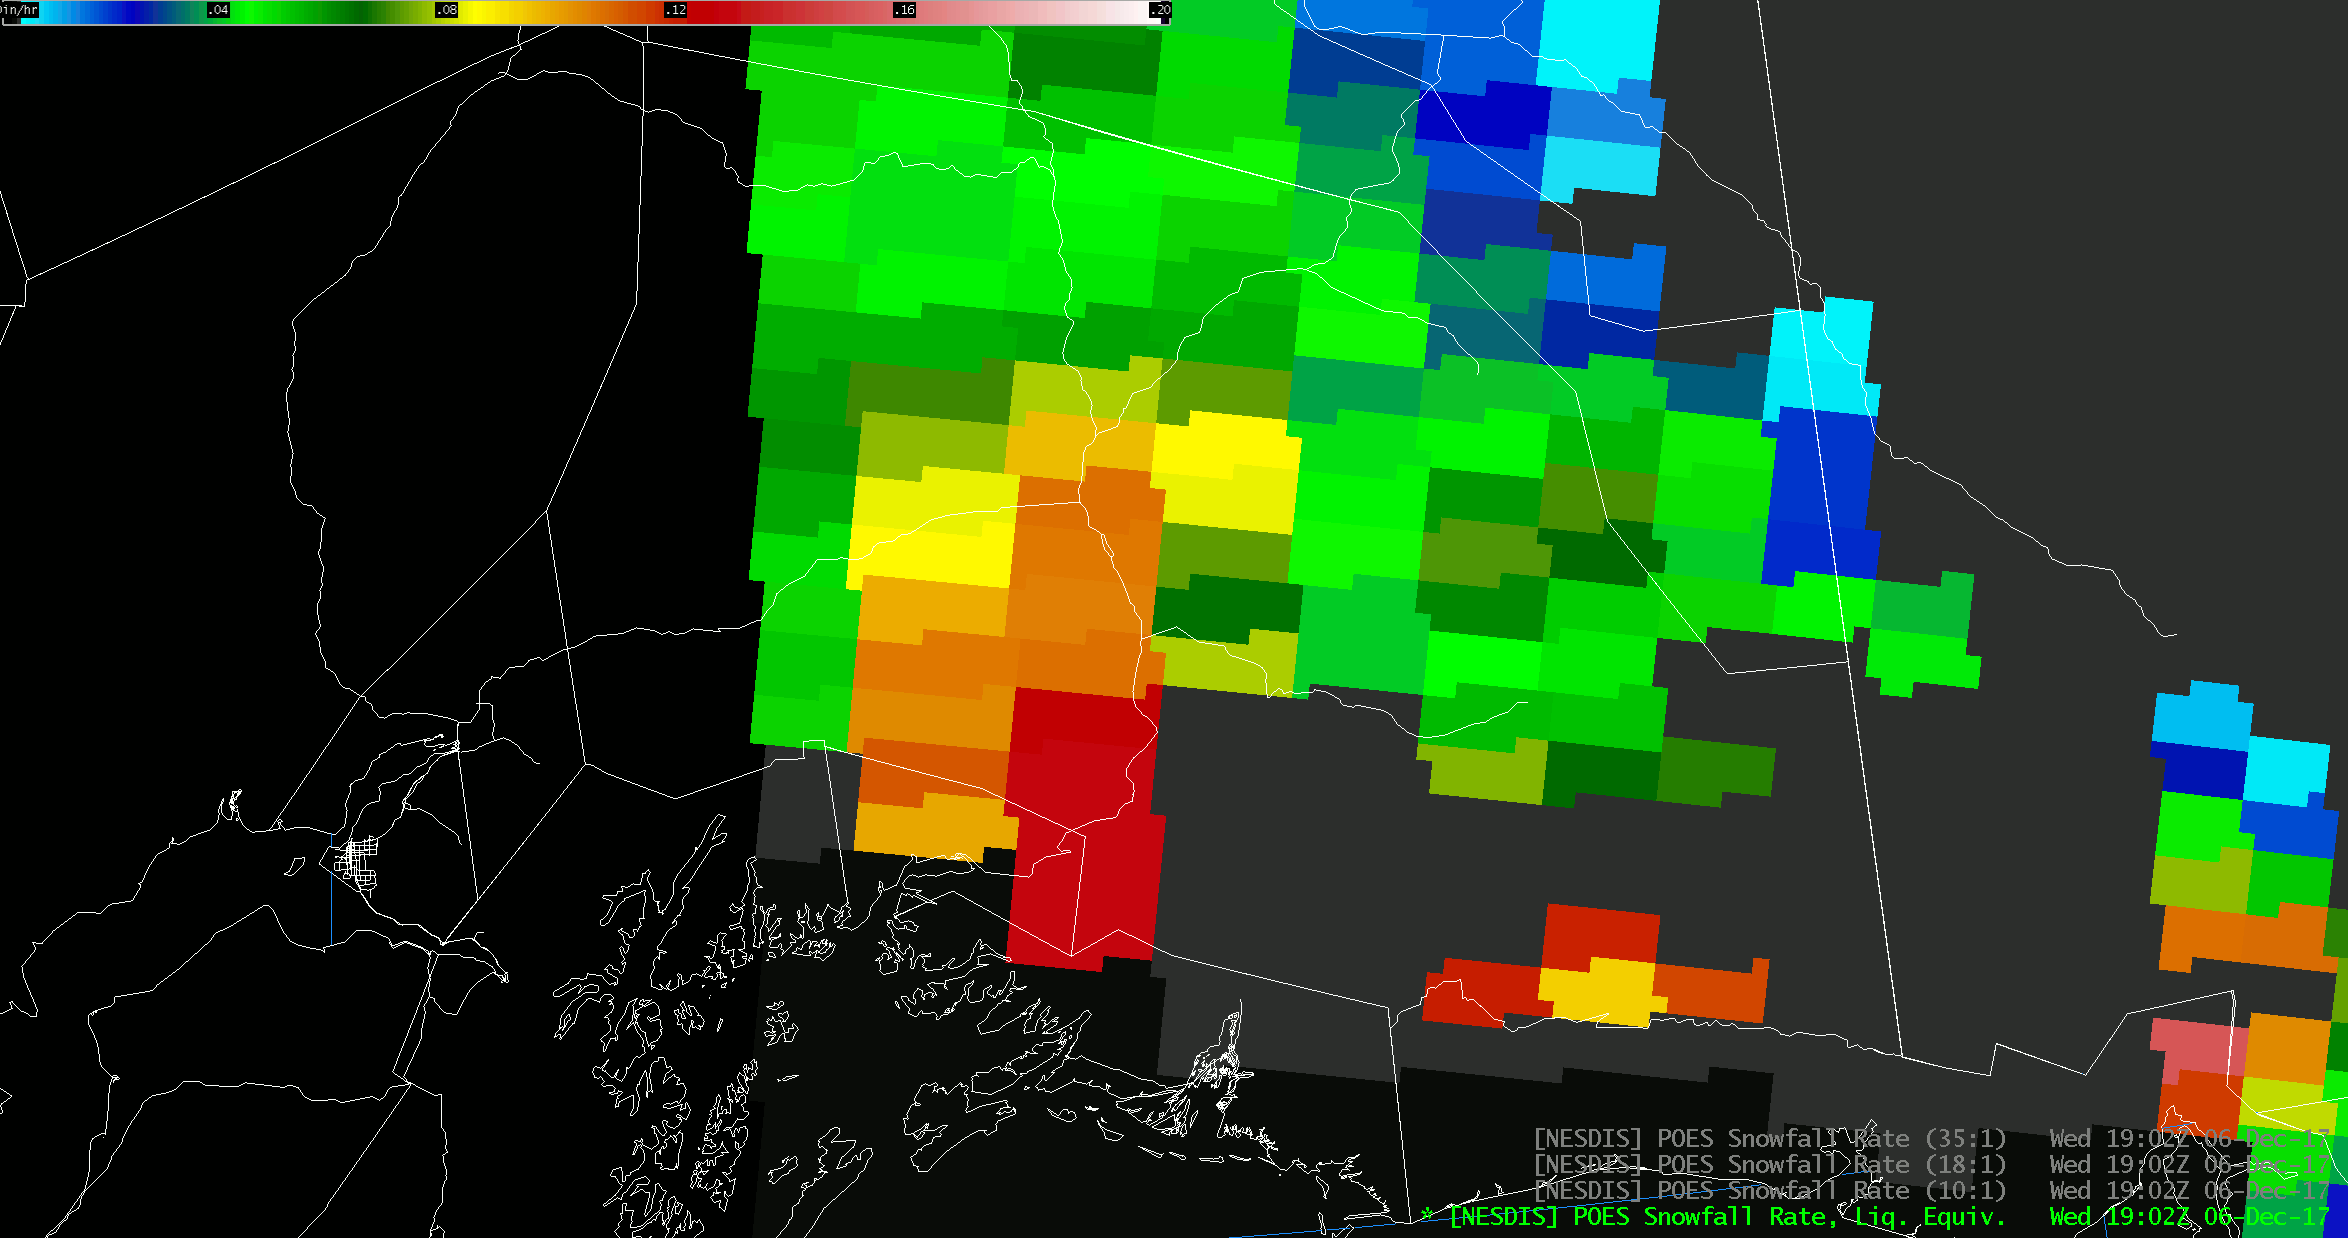 in/hr .04 .08 .12 .16 .20
[NESDIS] POES Snowfall Rate (35:1) Wed 19:02Z 06-Dec-17
[NESDIS] POES Snowfall Rate (18:1) Wed 19:02Z 06-Dec-17
[NESDIS] POES Snowfall Rate (10:1) Wed 19:02Z 06-Dec-17
* [NESDIS] POES Snowfall Rate, Liq. Equiv. Wed 19:02Z 06-Dec-17